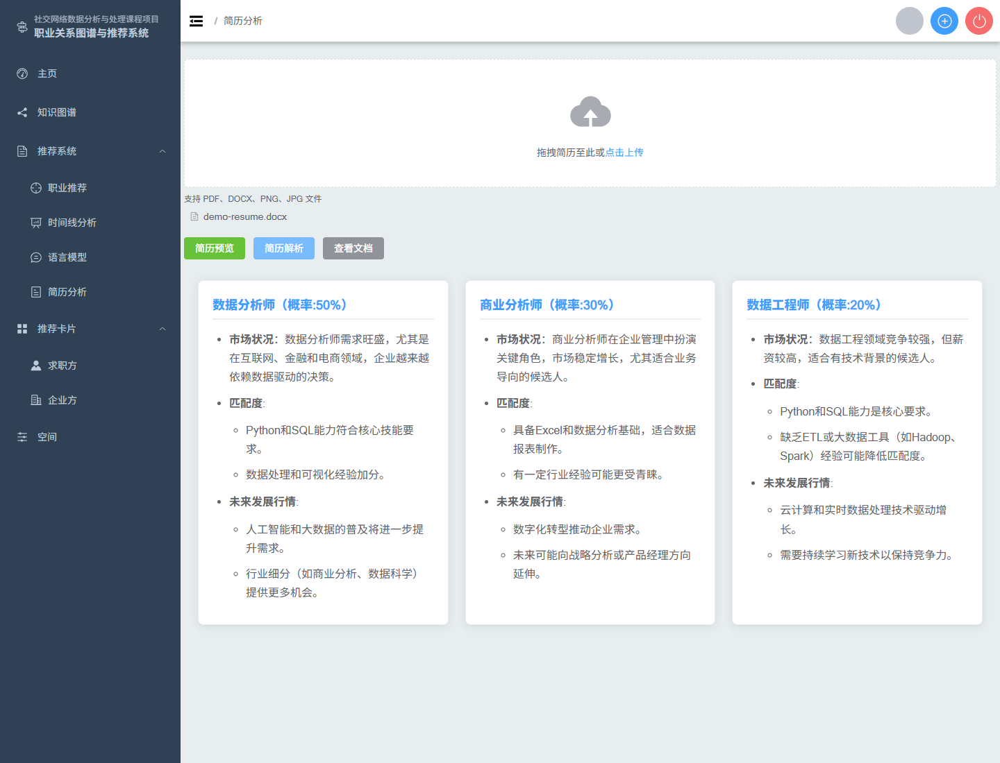 社交网络数据分析与处理课程项目
职业关系图谱与推荐系统
主页
知识图谱
推荐系统
职业推荐
时间线分析
语言模型
简历分析
推荐卡片
求职方
企业方
空间
/ 简历分析
拖拽简历至此或点击上传
支持 PDF、DOCX、PNG、JPG 文件
demo-resume.docx
简历预览 简历解析 查看文档
数据分析师（概率:50%）
市场状况：数据分析师需求旺盛，尤其是
在互联网、金融和电商领域，企业越来越
依赖数据驱动的决策。
匹配度:
Python和SQL能力符合核心技能要
求。
数据处理和可视化经验加分。
未来发展行情:
人工智能和大数据的普及将进一步提
升需求。
行业细分（如商业分析、数据科学）
提供更多机会。
商业分析师（概率:30%）
市场状况：商业分析师在企业管理中扮演
关键角色，市场稳定增长，尤其适合业务
导向的候选人。
匹配度:
具备Excel和数据分析基础，适合数据
报表制作。
有一定行业经验可能更受青睐。
未来发展行情:
数字化转型推动企业需求。
未来可能向战略分析或产品经理方向
延伸。
数据工程师（概率:20%）
市场状况：数据工程领域竞争较强，但薪
资较高，适合有技术背景的候选人。
匹配度:
Python和SQL能力是核心要求。
缺乏ETL或大数据工具（如Hadoop、
Spark）经验可能降低匹配度。
未来发展行情:
云计算和实时数据处理技术驱动增
长。
需要持续学习新技术以保持竞争力。